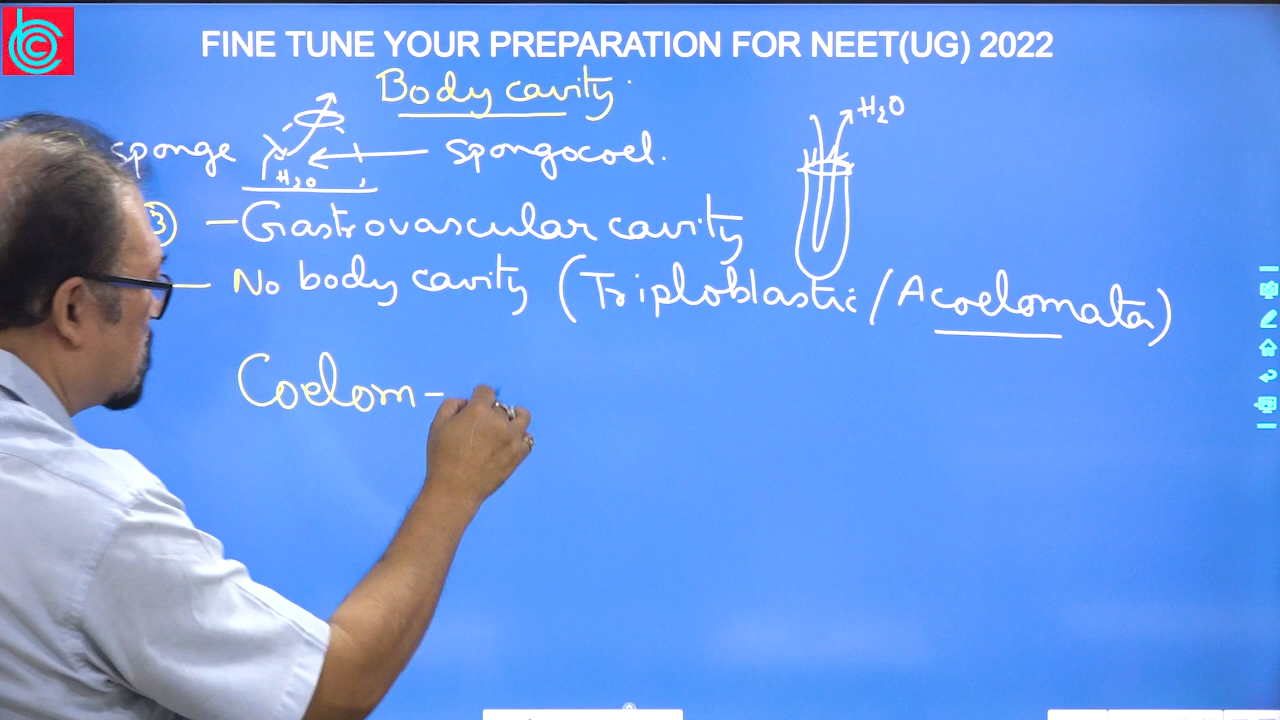 FINE TUNE YOUR PREPARATION FOR NEET(UG) 2022
Body cavity
H₂O
sponge H₂O spongocoel.
③ - Gastrovascular cavity
- No body cavity (Triploblastic / Acoelomata)
Coelom -